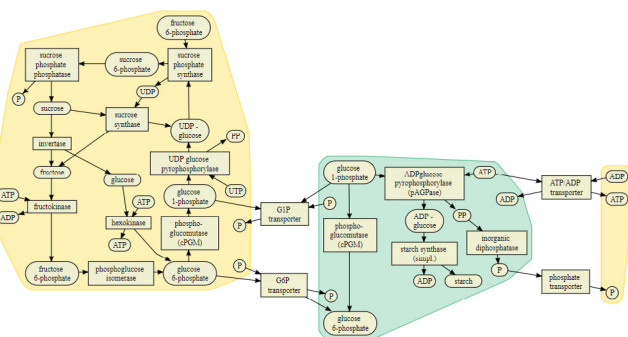 fructose
6-phosphate
sucrose
phosphate
phosphatase
sucrose
6-phosphate
sucrose
phosphate
synthase
P
UDP
sucrose
sucrose
synthase
UDP -
glucose
PP
invertase
fructose
glucose
UDP glucose
pyrophosphorylase
ATP
fructokinase
ADP
ATP
hexokinase
ATP
glucose
1-phosphate
UTP
phospho-
glucomutase
(cPGM)
fructose
6-phosphate
phosphoglucose
isomerase
glucose
6-phosphate
G1P
transporter
P
P
P
G6P
transporter
P
glucose
1-phosphate
ADPglucose
pyrophosphorylase
(pAGPase)
ATP
ADP
ATP/ADP
transporter
ADP
ATP
phospho-
glucomutase
(cPGM)
ADP -
glucose
PP
starch synthase
(simpl.)
inorganic
diphosphatase
ADP
starch
P
phosphate
transporter
P
glucose
6-phosphate